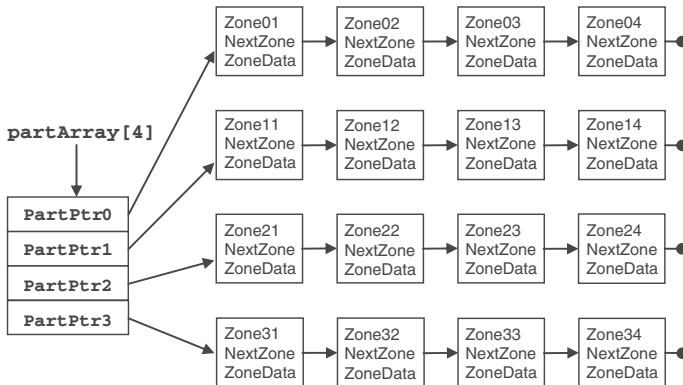 Zone01
NextZone
ZoneData
Zone02
NextZone
ZoneData
Zone03
NextZone
ZoneData
Zone04
NextZone
ZoneData
partArray[4]
Zone11
NextZone
ZoneData
Zone12
NextZone
ZoneData
Zone13
NextZone
ZoneData
Zone14
NextZone
ZoneData
PartPtr0
PartPtr1
PartPtr2
PartPtr3
Zone21
NextZone
ZoneData
Zone22
NextZone
ZoneData
Zone23
NextZone
ZoneData
Zone24
NextZone
ZoneData
Zone31
NextZone
ZoneData
Zone32
NextZone
ZoneData
Zone33
NextZone
ZoneData
Zone34
NextZone
ZoneData